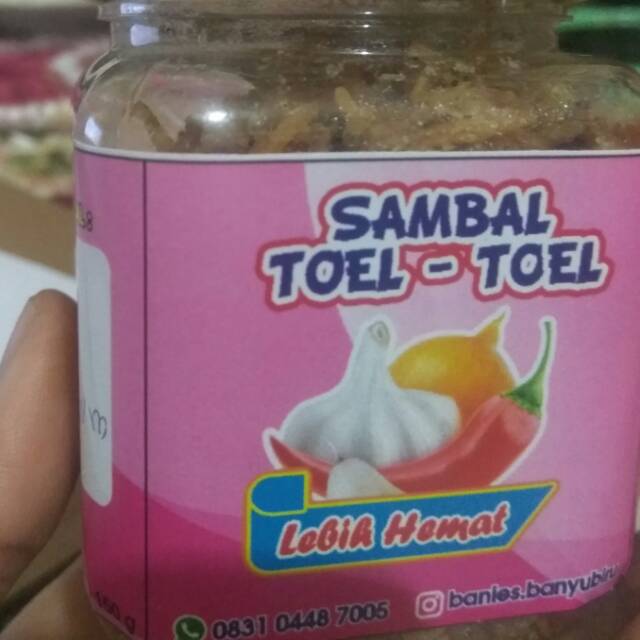 SAMBAL
TOEL - TOEL
Lebih Hemat
0831 0448 7005
banies.banyubiru